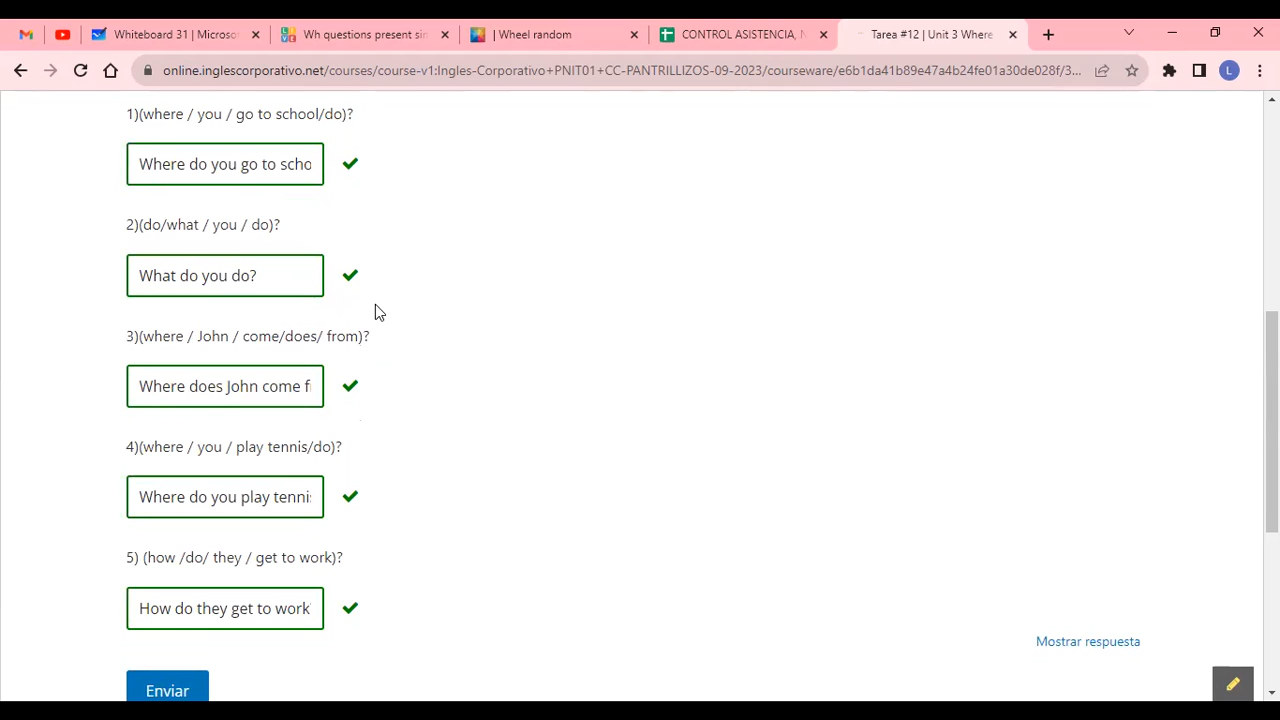 Whiteboard 31 | Microso
Wh questions present sin
| Wheel random
CONTROL ASISTENCIA, N
Tarea #12 | Unit 3 Where
online.inglescorporativo.net/courses/course-v1:Ingles-Corporativo+PNIT01+CC-PANTRILLIZOS-09-2023/courseware/e6b1da41b89e47a4b24fe01a30de028f/3...
L
1)(where / you / go to school/do)?
Where do you go to scho
2)(do/what / you / do)?
What do you do?
3)(where / John / come/does/ from)?
Where does John come f
4)(where / you / play tennis/do)?
Where do you play tennis
5) (how /do/ they / get to work)?
How do they get to work
Mostrar respuesta
Enviar